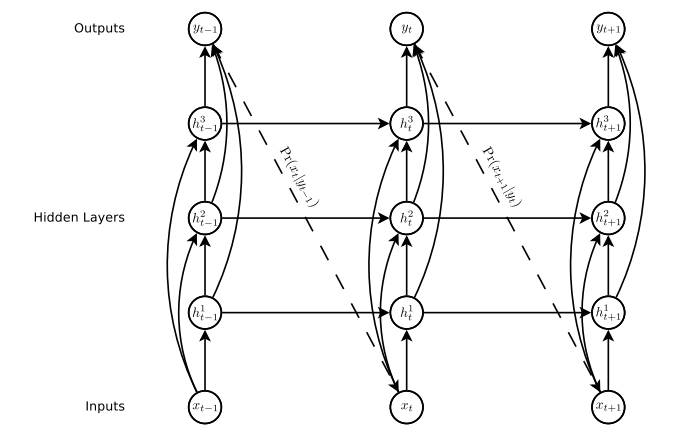 Outputs y_{t-1} y_t y_{t+1}
h^3_{t-1} h^3_t h^3_{t+1}
Pr(x_t|y_{t-1}) Pr(x_{t+1}|y_t)
Hidden Layers h^2_{t-1} h^2_t h^2_{t+1}
h^1_{t-1} h^1_t h^1_{t+1}
Inputs x_{t-1} x_t x_{t+1}